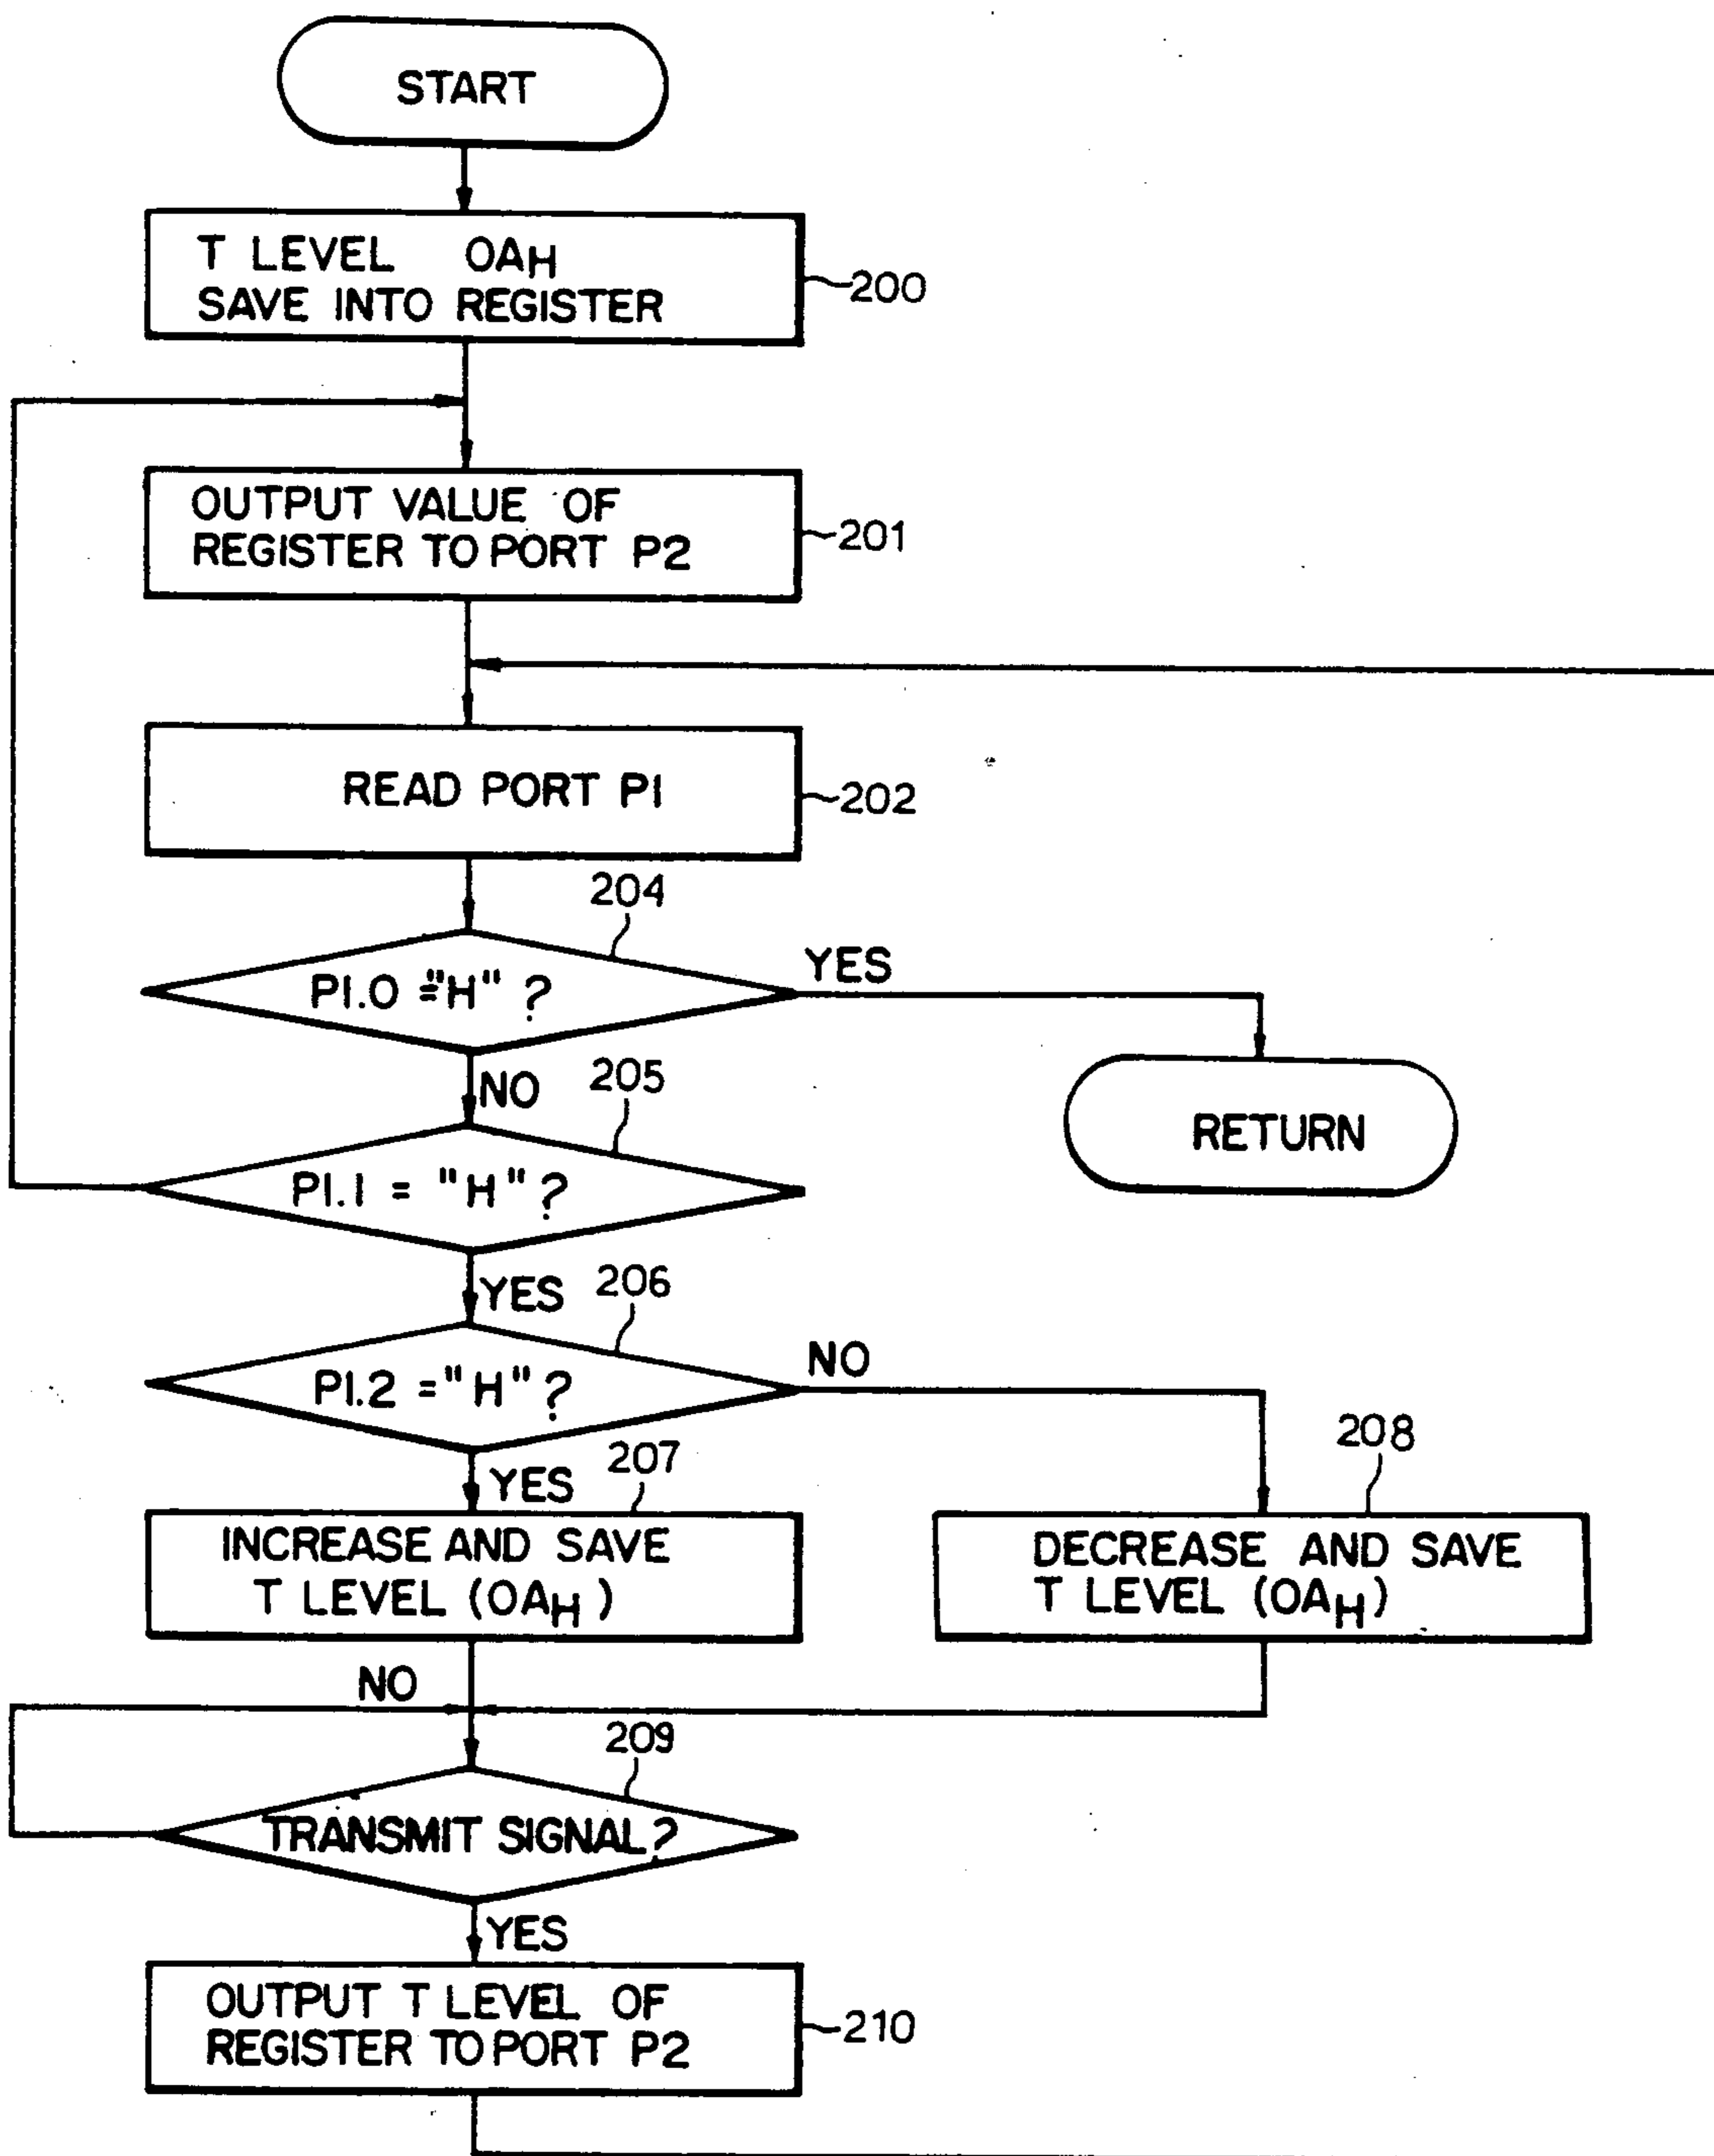 START
T LEVEL OAH
SAVE INTO REGISTER
200
OUTPUT VALUE OF
REGISTER TO PORT P2
201
READ PORT P1
202
204
P1.0 ="H" ?
YES
NO
205
RETURN
P1.1 = "H" ?
YES
206
P1.2 = "H" ?
NO
YES
207
208
INCREASE AND SAVE
T LEVEL (OAH)
DECREASE AND SAVE
T LEVEL (OAH)
NO
209
TRANSMIT SIGNAL?
YES
OUTPUT T LEVEL OF
REGISTER TO PORT P2
210